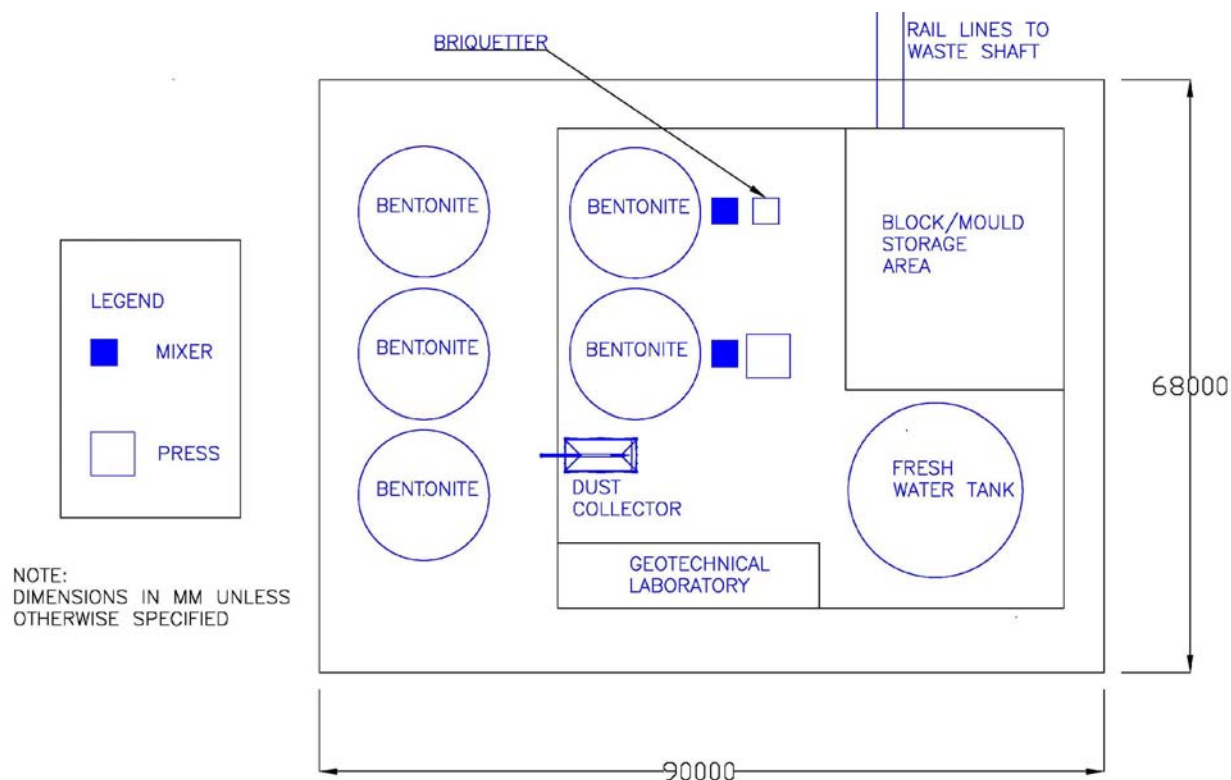 RAIL LINES TO
WASTE SHAFT
BRIQUETTER
BENTONITE
BENTONITE
BLOCK/MOULD
STORAGE
AREA
LEGEND
MIXER
PRESS
BENTONITE
BENTONITE
68000
BENTONITE
DUST
COLLECTOR
FRESH
WATER TANK
GEOTECHNICAL
LABORATORY
NOTE:
DIMENSIONS IN MM UNLESS
OTHERWISE SPECIFIED
90000